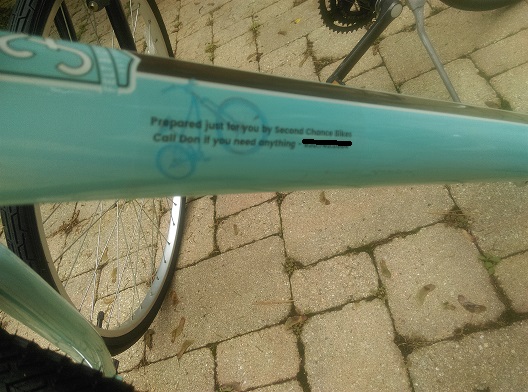 Prepared just for you by Second Chance Bikes
Call Don if you need anything -